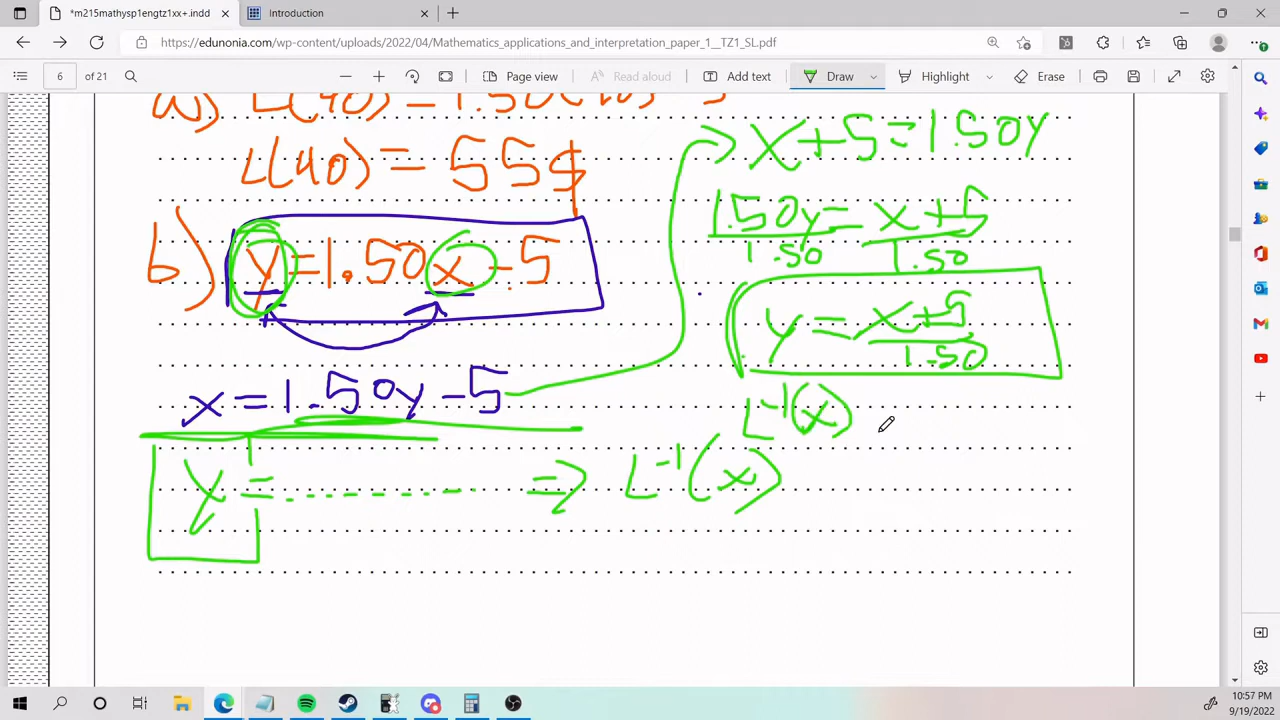 *m215mathysp1engtz1xx+.indd
Introduction
https://edunonia.com/wp-content/uploads/2022/04/Mathematics_applications_and_interpretation_paper_1__TZ1_SL.pdf
6 of 21
Page view
Read aloud
Add text
Draw
Highlight
Erase
L(40) = 55$
b) y=1.50x-5
x=1.50y-5
y=.......... => L⁻¹(x)
x+5=1.50y
1.50y = x+5
1.50 1.50
y = x+5
1.50
L⁻¹(x)
10:57 PM
9/19/2022